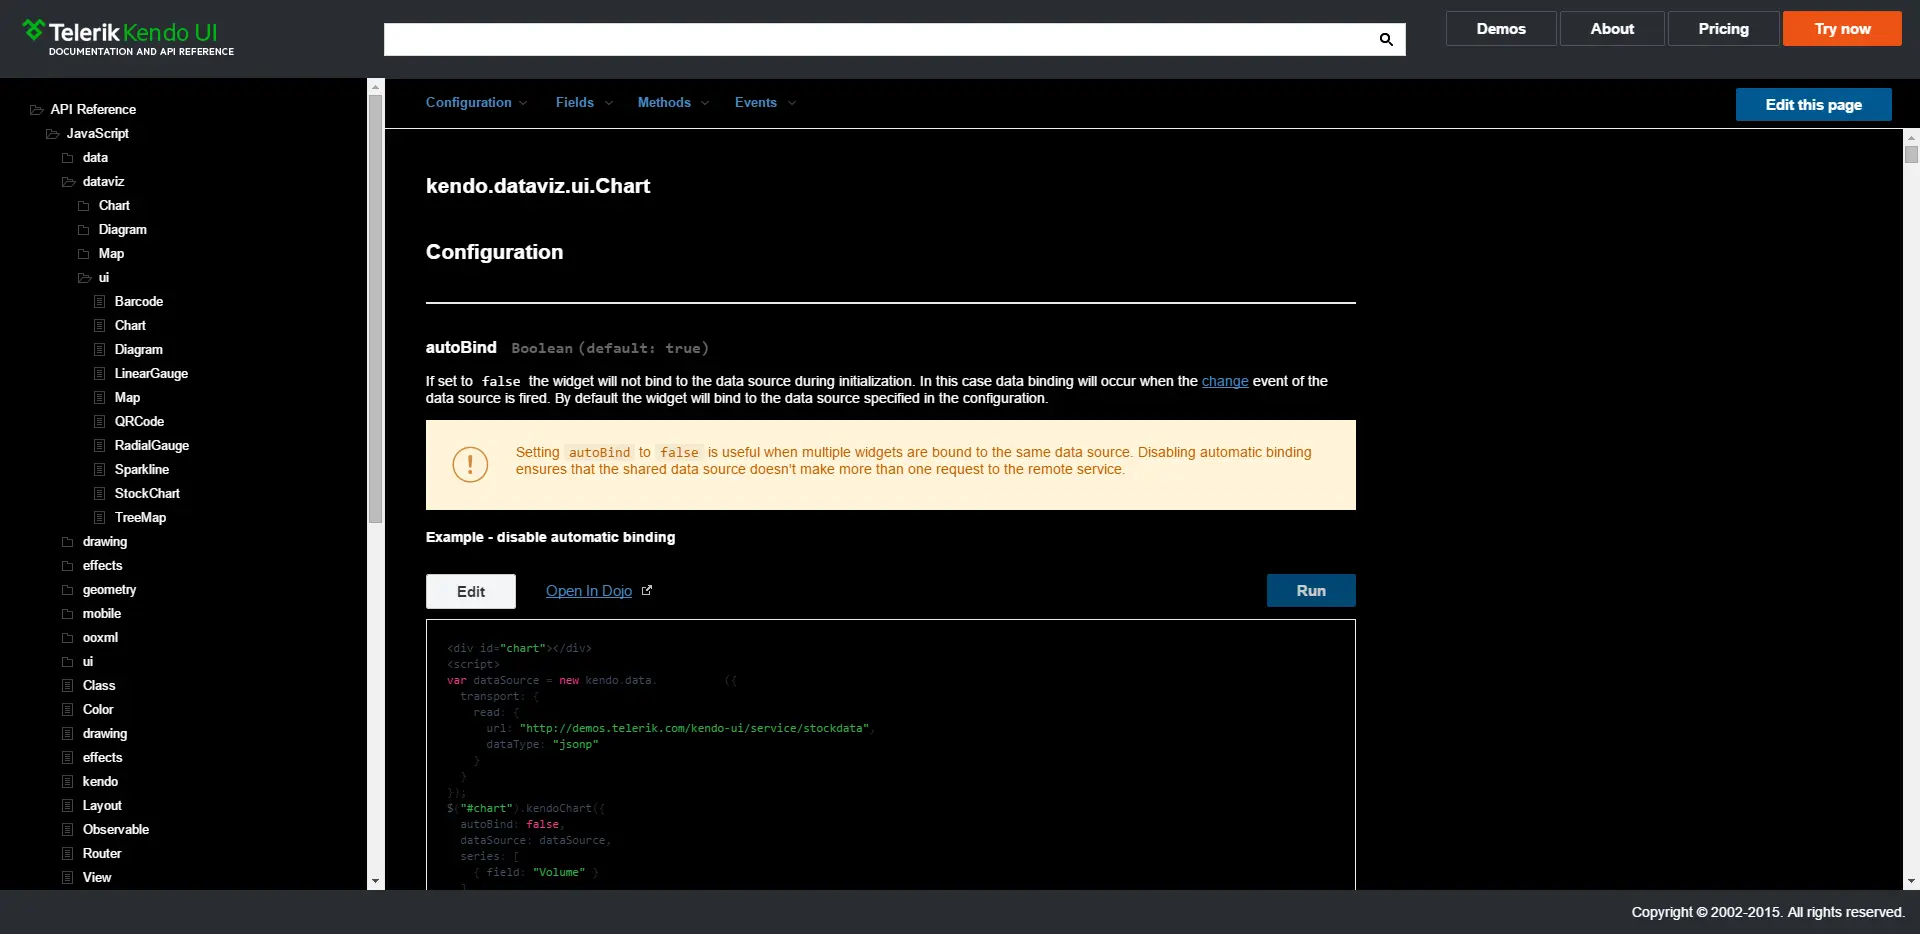 Telerik Kendo UI
DOCUMENTATION AND API REFERENCE
Demos
About
Pricing
Try now
API Reference
JavaScript
data
dataviz
Chart
Diagram
Map
ui
Barcode
Chart
Diagram
LinearGauge
Map
QRCode
RadialGauge
Sparkline
StockChart
TreeMap
drawing
effects
geometry
mobile
ooxml
ui
Class
Color
drawing
effects
kendo
Layout
Observable
Router
View
Configuration
Fields
Methods
Events
Edit this page
kendo.dataviz.ui.Chart
Configuration
autoBind Boolean (default: true)
If set to false the widget will not bind to the data source during initialization. In this case data binding will occur when the change event of the
data source is fired. By default the widget will bind to the data source specified in the configuration.
Setting autoBind to false is useful when multiple widgets are bound to the same data source. Disabling automatic binding
ensures that the shared data source doesn't make more than one request to the remote service.
Example - disable automatic binding
Edit
Open In Dojo
Run
<div id="chart"></div>
<script>
var dataSource = new kendo.data. ({
transport: {
read: {
url: "http://demos.telerik.com/kendo-ui/service/stockdata",
dataType: "jsonp"
}
}
});
$("#chart").kendoChart({
autoBind: false,
dataSource: dataSource,
series: [
{ field: "Volume" }
]
Copyright © 2002-2015. All rights reserved.